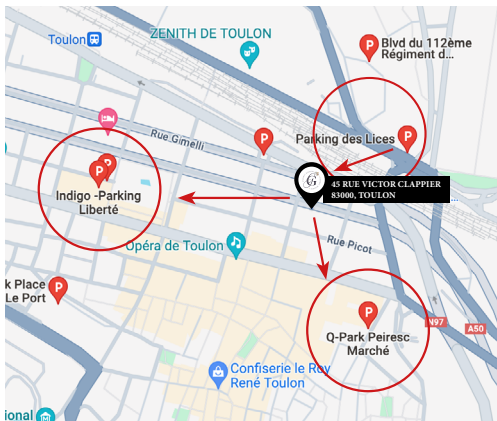 ZENITH DE TOULON
Toulon
Blvd du 112ème
Régiment d...
P
P
Rue Gimelli
P
Parking des Lices
P
G
45 RUE VICTOR CLAPPIER
83000, TOULON
P
Indigo -Parking
Liberté
Opéra de Toulon
Rue Picot
k Place
Le Port
P
P
N97
A50
Q-Park Peiresc
Marché
Confiserie le Roy
René Toulon
ional